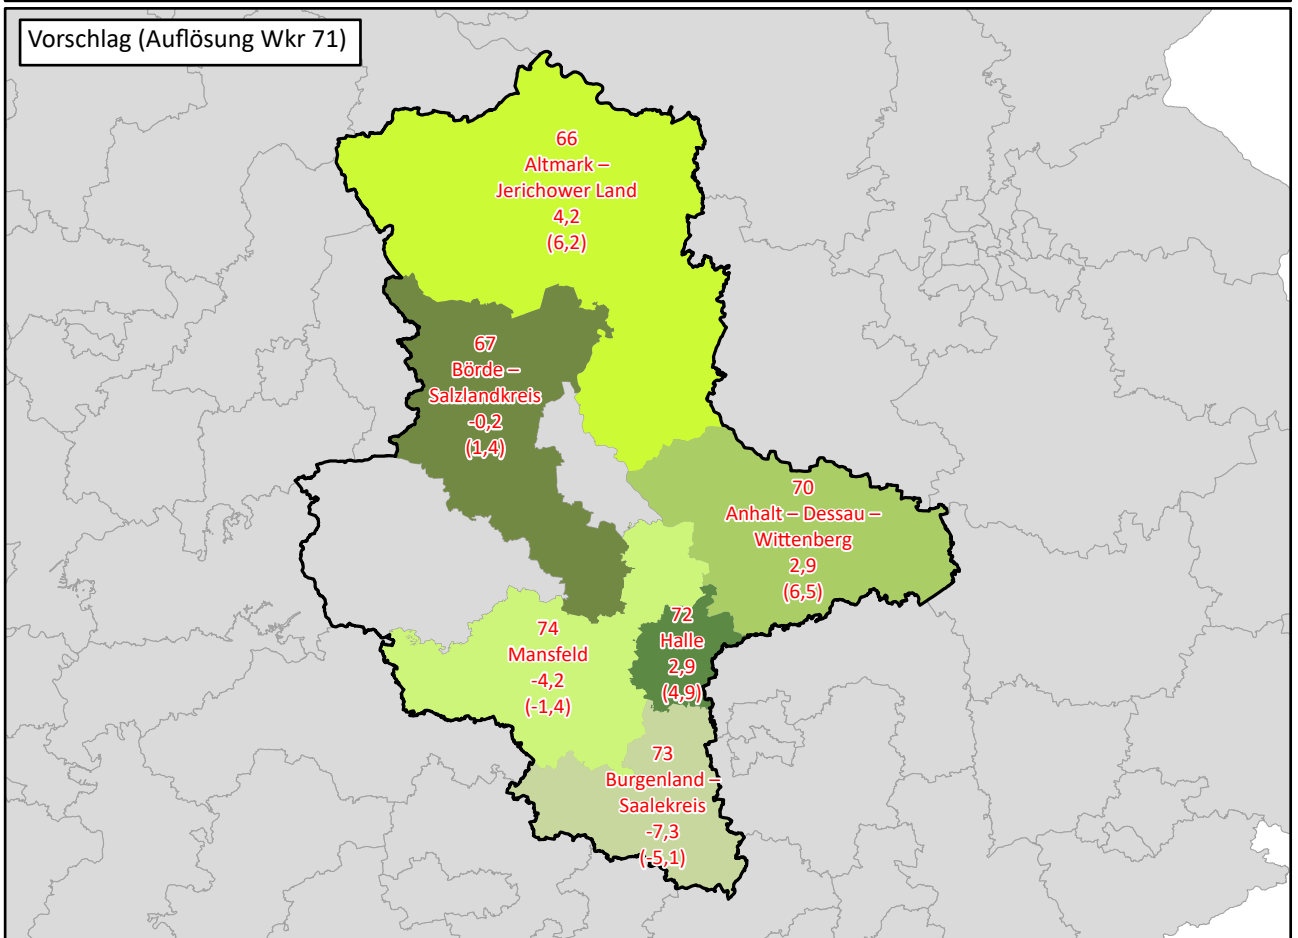 Vorschlag (Auflösung Wkr 71)
66
Altmark –
Jerichower Land
4,2
(6,2)
67
Börde –
Salzlandkreis
-0,2
(1,4)
70
Anhalt – Dessau –
Wittenberg
2,9
(6,5)
72
Halle
2,9
(4,9)
74
Mansfeld
-4,2
(-1,4)
73
Burgenland –
Saalekreis
-7,3
(-5,1)